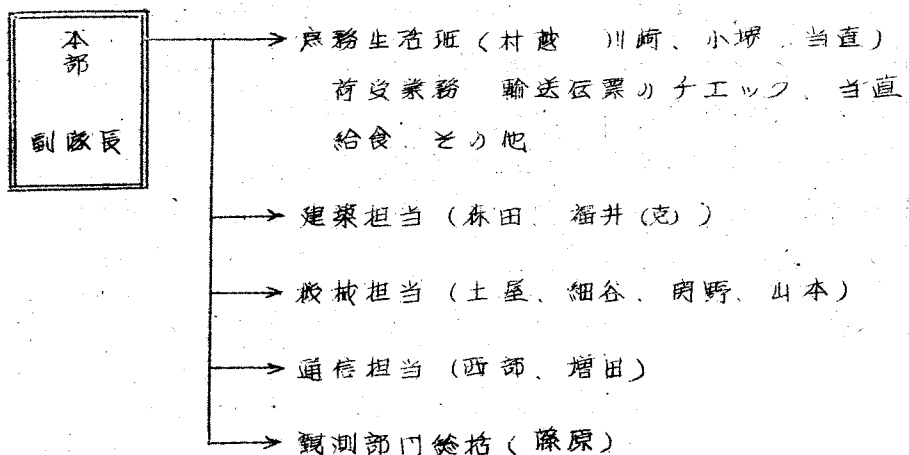 本部
副隊長
庶務生活班（村越 川崎、小堺 当直）
荷受業務 輸送伝票のチエック、当直
給食、その他
建築担当（森田、福井（克））
機械担当（土屋、細谷、関野、山本）
通信担当（西部、増田）
観測部門総括（藤原）